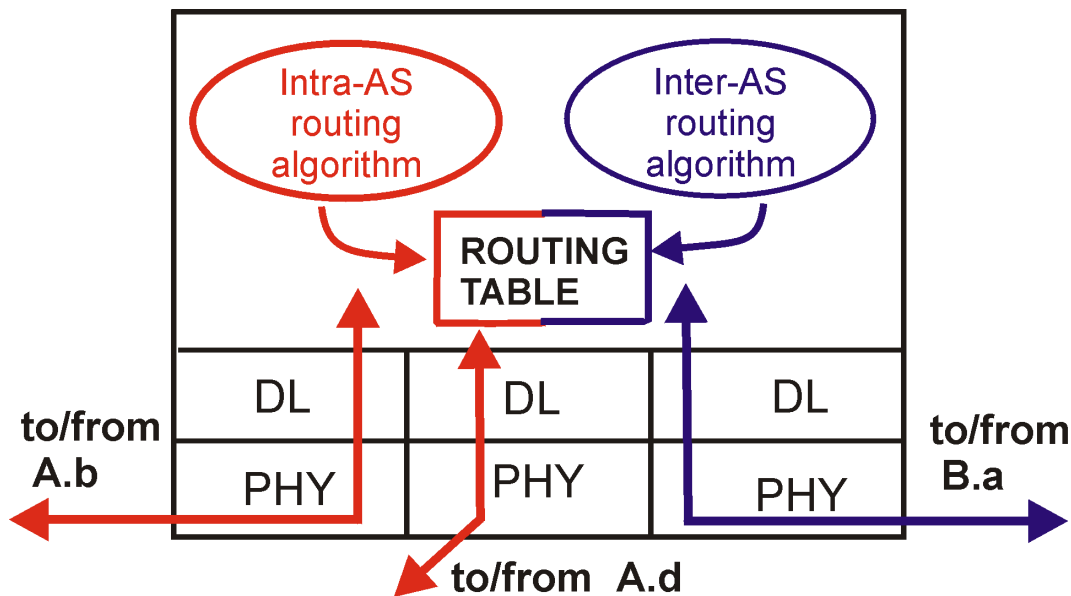 Intra-AS
routing
algorithm
Inter-AS
routing
algorithm
ROUTING
TABLE
DL
DL
DL
to/from
A.b
PHY
PHY
PHY
to/from
B.a
to/from A.d